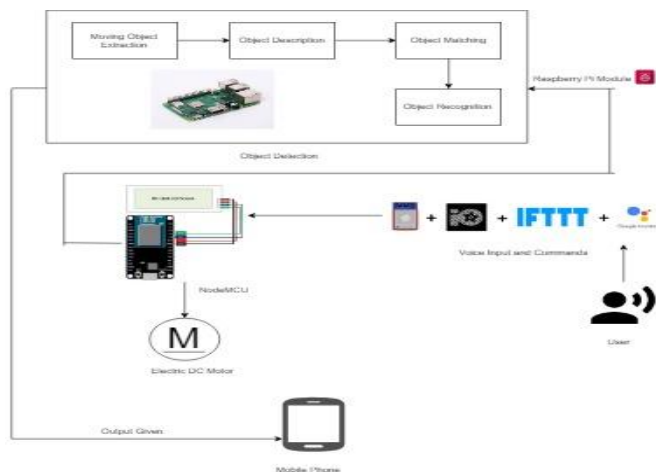 Moving Object
Extraction
Object Description
Object Matching
Object Recognition
Raspberry Pi Module
Object Detection
+
+
IFTTT
+
Voice Input and Commands
NodeMCU
User
M
Electric DC Motor
Output Given
Mobile Phone